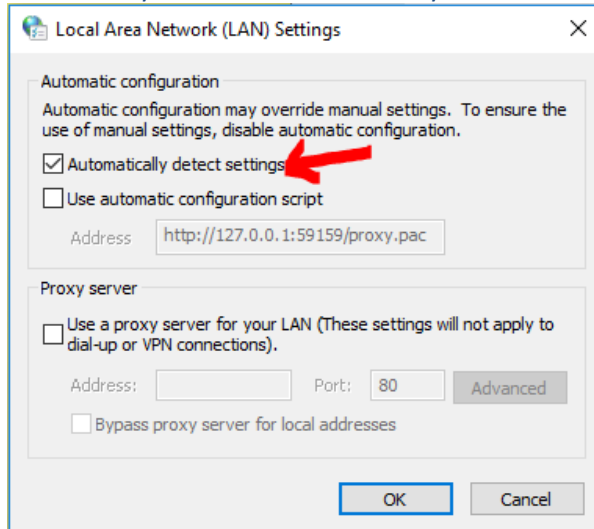 Local Area Network (LAN) Settings
Automatic configuration
Automatic configuration may override manual settings. To ensure the
use of manual settings, disable automatic configuration.
Automatically detect settings
Use automatic configuration script
Address http://127.0.0.1:59159/proxy.pac
Proxy server
Use a proxy server for your LAN (These settings will not apply to
dial-up or VPN connections).
Address: Port: 80 Advanced
Bypass proxy server for local addresses
OK Cancel